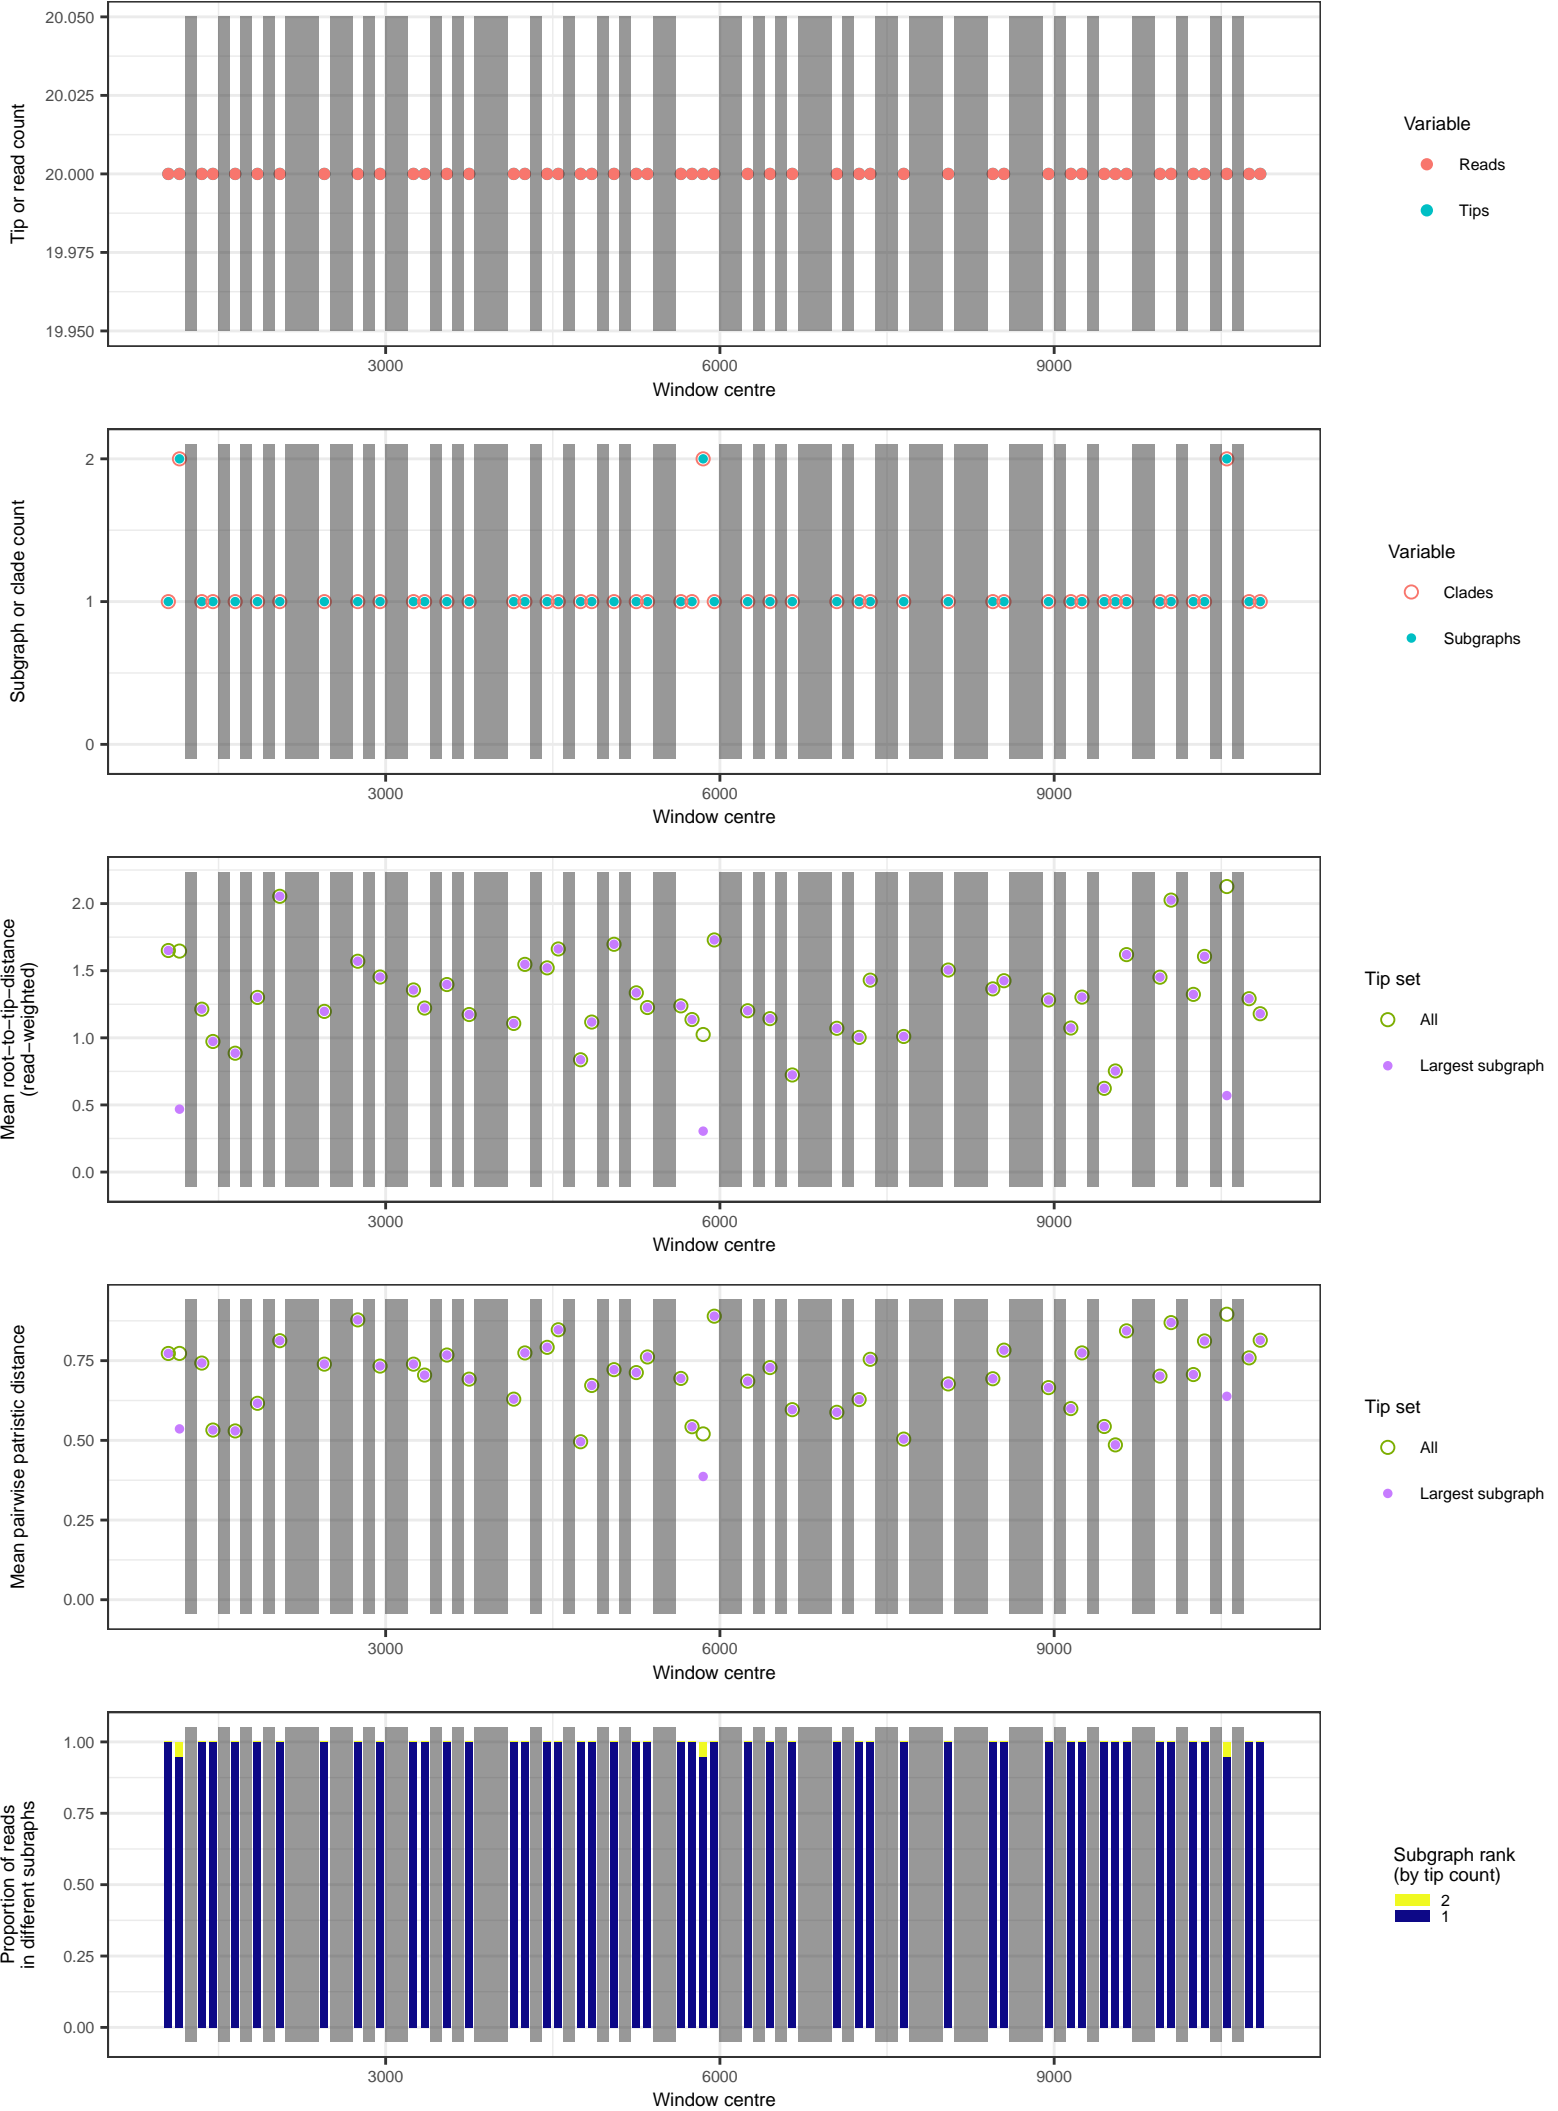 20.050
20.025
20.000
19.975
19.950
Tip or read count
3000
6000
9000
Window centre
Variable
Reads
Tips
2
1
0
Subgraph or clade count
3000
6000
9000
Window centre
Variable
Clades
Subgraphs
2.0
1.5
1.0
0.5
0.0
Mean root−to−tip−distance
(read−weighted)
3000
6000
9000
Window centre
Tip set
All
Largest subgraph
0.75
0.50
0.25
0.00
Mean pairwise patristic distance
3000
6000
9000
Window centre
Tip set
All
Largest subgraph
1.00
0.75
0.50
0.25
0.00
Proportion of reads
in different subraphs
3000
6000
9000
Window centre
Subgraph rank
(by tip count)
2
1